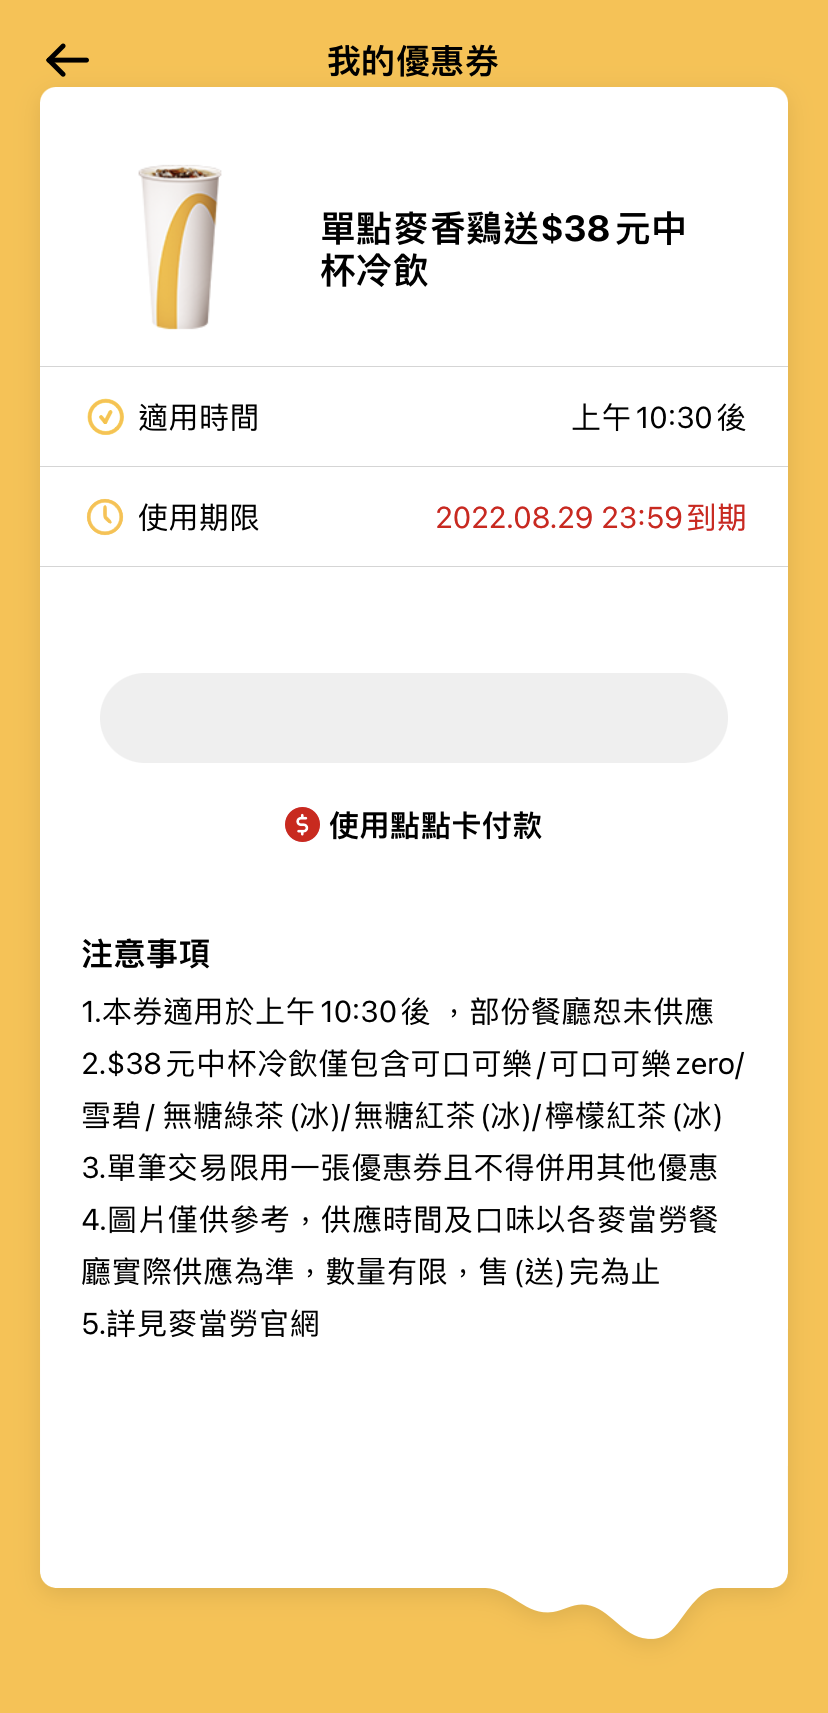 我的優惠券
單點麥香鷄送$38元中
杯冷飲
適用時間
上午10:30後
使用期限
2022.08.29 23:59到期
使用點點卡付款
注意事項
1.本券適用於上午10:30後 ，部份餐廳恕未供應
2.$38元中杯冷飲僅包含可口可樂/可口可樂zero/
雪碧/ 無糖綠茶(冰)/無糖紅茶(冰)/檸檬紅茶(冰)
3.單筆交易限用一張優惠券且不得併用其他優惠
4.圖片僅供參考，供應時間及口味以各麥當勞餐
廳實際供應為準，數量有限，售(送)完為止
5.詳見麥當勞官網